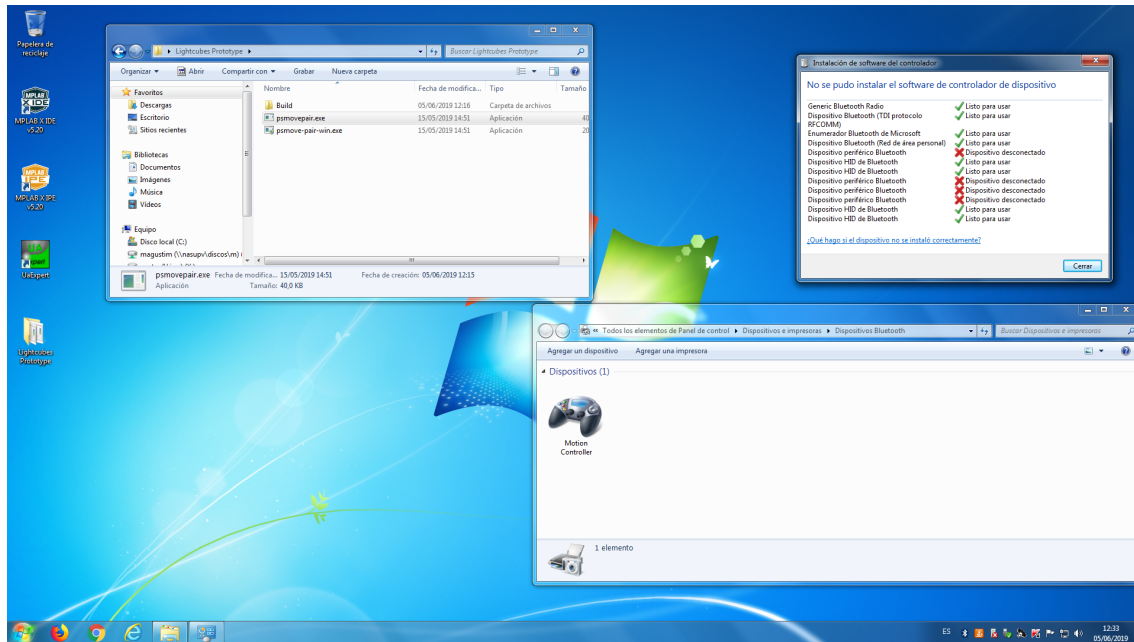 Papelera de
reciclaje
MPLAB X IDE
v5.20
MPLAB X IPE
v5.20
UaExpert
Lightcubes
Prototype
Lightcubes Prototype
Buscar Lightcubes Prototype
Organizar
Abrir
Compartir con
Grabar
Nueva carpeta
Favoritos
Descargas
Escritorio
Sitios recientes
Bibliotecas
Documentos
Imágenes
Música
Vídeos
Equipo
Disco local (C:)
magustim (\\nasupv\discos\m) (
Nombre Fecha de modifica... Tipo Tamaño
Build 05/06/2019 12:16 Carpeta de archivos
psmovepair.exe 15/05/2019 14:51 Aplicación 40
psmove-pair-win.exe 15/05/2019 14:51 Aplicación 20
psmovepair.exe Fecha de modifica... 15/05/2019 14:51 Fecha de creación: 05/06/2019 12:15
Aplicación Tamaño: 40,0 KB
Instalación de software del controlador
No se pudo instalar el software de controlador de dispositivo
Generic Bluetooth Radio Listo para usar
Dispositivo Bluetooth (TDI protocolo Listo para usar
RFCOMM)
Enumerador Bluetooth de Microsoft Listo para usar
Dispositivo Bluetooth (Red de área personal) Listo para usar
Dispositivo periférico Bluetooth Dispositivo desconectado
Dispositivo HID de Bluetooth Listo para usar
Dispositivo periférico Bluetooth Dispositivo desconectado
Dispositivo periférico Bluetooth Dispositivo desconectado
Dispositivo periférico Bluetooth Dispositivo desconectado
Dispositivo HID de Bluetooth Listo para usar
Dispositivo HID de Bluetooth Listo para usar
¿Qué hago si el dispositivo no se instaló correctamente?
Cerrar
« Todos los elementos de Panel de control Dispositivos e impresoras Dispositivos Bluetooth
Buscar Dispositivos e impresoras
Agregar un dispositivo
Agregar una impresora
Dispositivos (1)
Motion
Controller
1 elemento
ES
12:33
05/06/2019